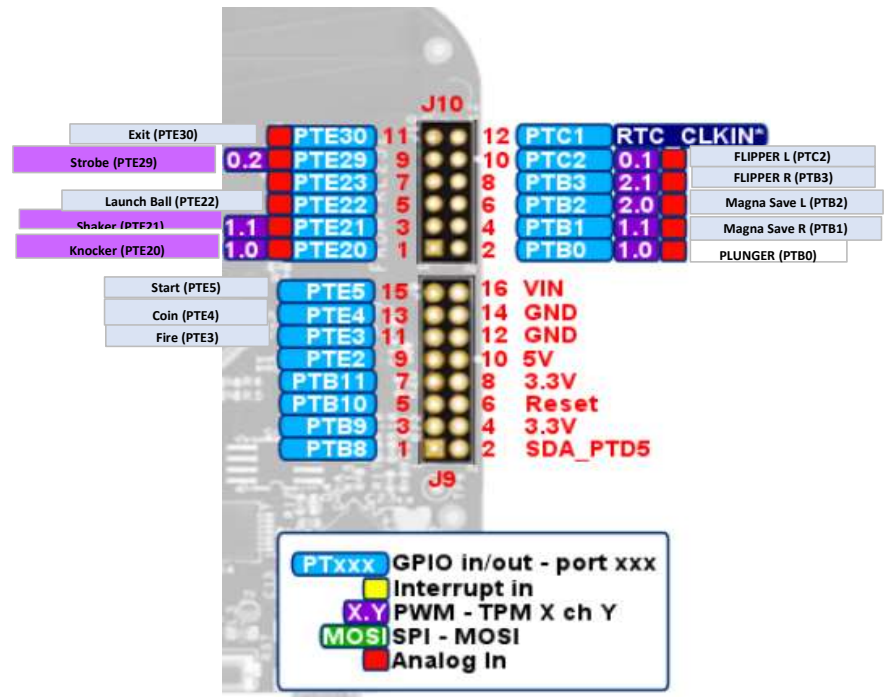 J10
Exit (PTE30) PTE30 11 12 PTC1 RTC_CLKIN*
Strobe (PTE29) 0.2 PTE29 9 10 PTC2 0.1 FLIPPER L (PTC2)
PTE23 7 8 PTB3 2.1 FLIPPER R (PTB3)
Launch Ball (PTE22) PTE22 5 6 PTB2 2.0 Magna Save L (PTB2)
Shaker (PTE21) 1.1 PTE21 3 4 PTB1 1.1 Magna Save R (PTB1)
Knocker (PTE20) 1.0 PTE20 1 2 PTB0 1.0 PLUNGER (PTB0)
Start (PTE5) PTE5 15 16 VIN
Coin (PTE4) PTE4 13 14 GND
Fire (PTE3) PTE3 11 12 GND
PTE2 9 10 5V
PTB11 7 8 3.3V
PTB10 5 6 Reset
PTB9 3 4 3.3V
PTB8 1 2 SDA_PTD5
J9
PTxxx GPIO in/out - port xxx
Interrupt in
X.Y PWM - TPM X ch Y
MOSI SPI - MOSI
Analog In